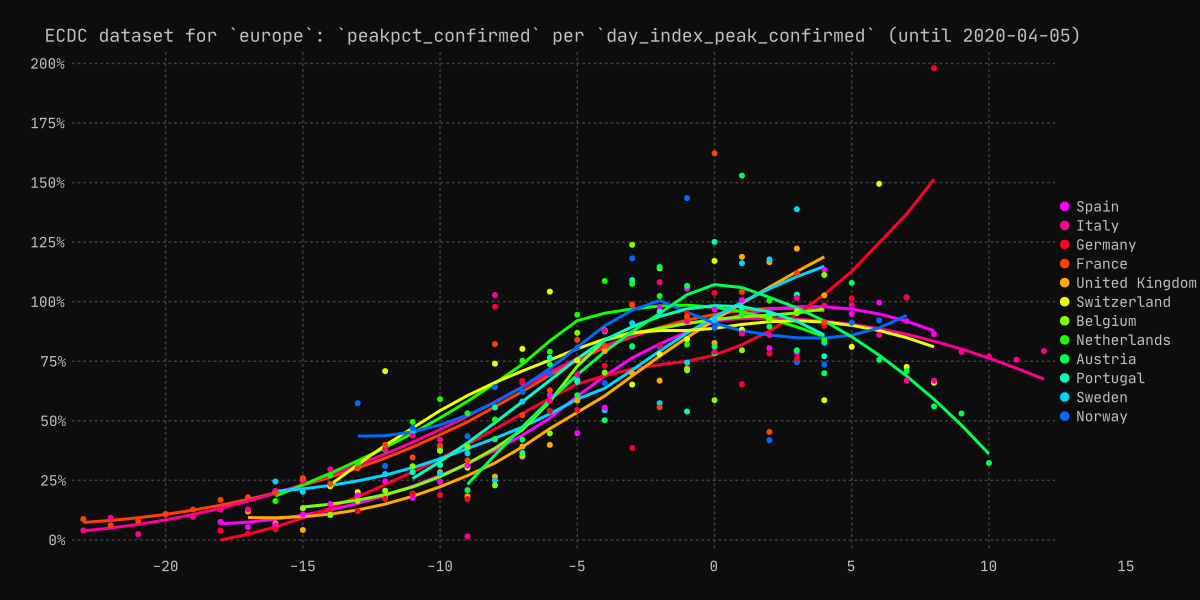 ECDC dataset for `europe`: `peakpct_confirmed` per `day_index_peak_confirmed` (until 2020-04-05)
200%
175%
150%
125%
100%
75%
50%
25%
0%
-20
-15
-10
-5
0
5
10
15
Spain
Italy
Germany
France
United Kingdom
Switzerland
Belgium
Netherlands
Austria
Portugal
Sweden
Norway